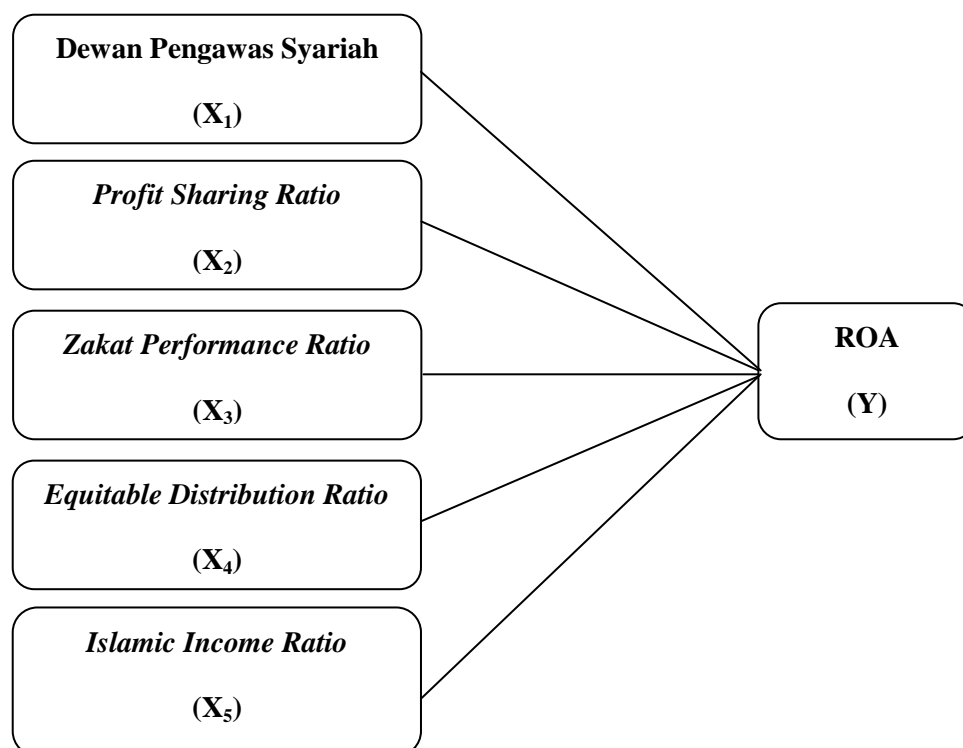 Dewan Pengawas Syariah
(X₁)
Profit Sharing Ratio
(X₂)
Zakat Performance Ratio
(X₃)
Equitable Distribution Ratio
(X₄)
Islamic Income Ratio
(X₅)
ROA
(Y)